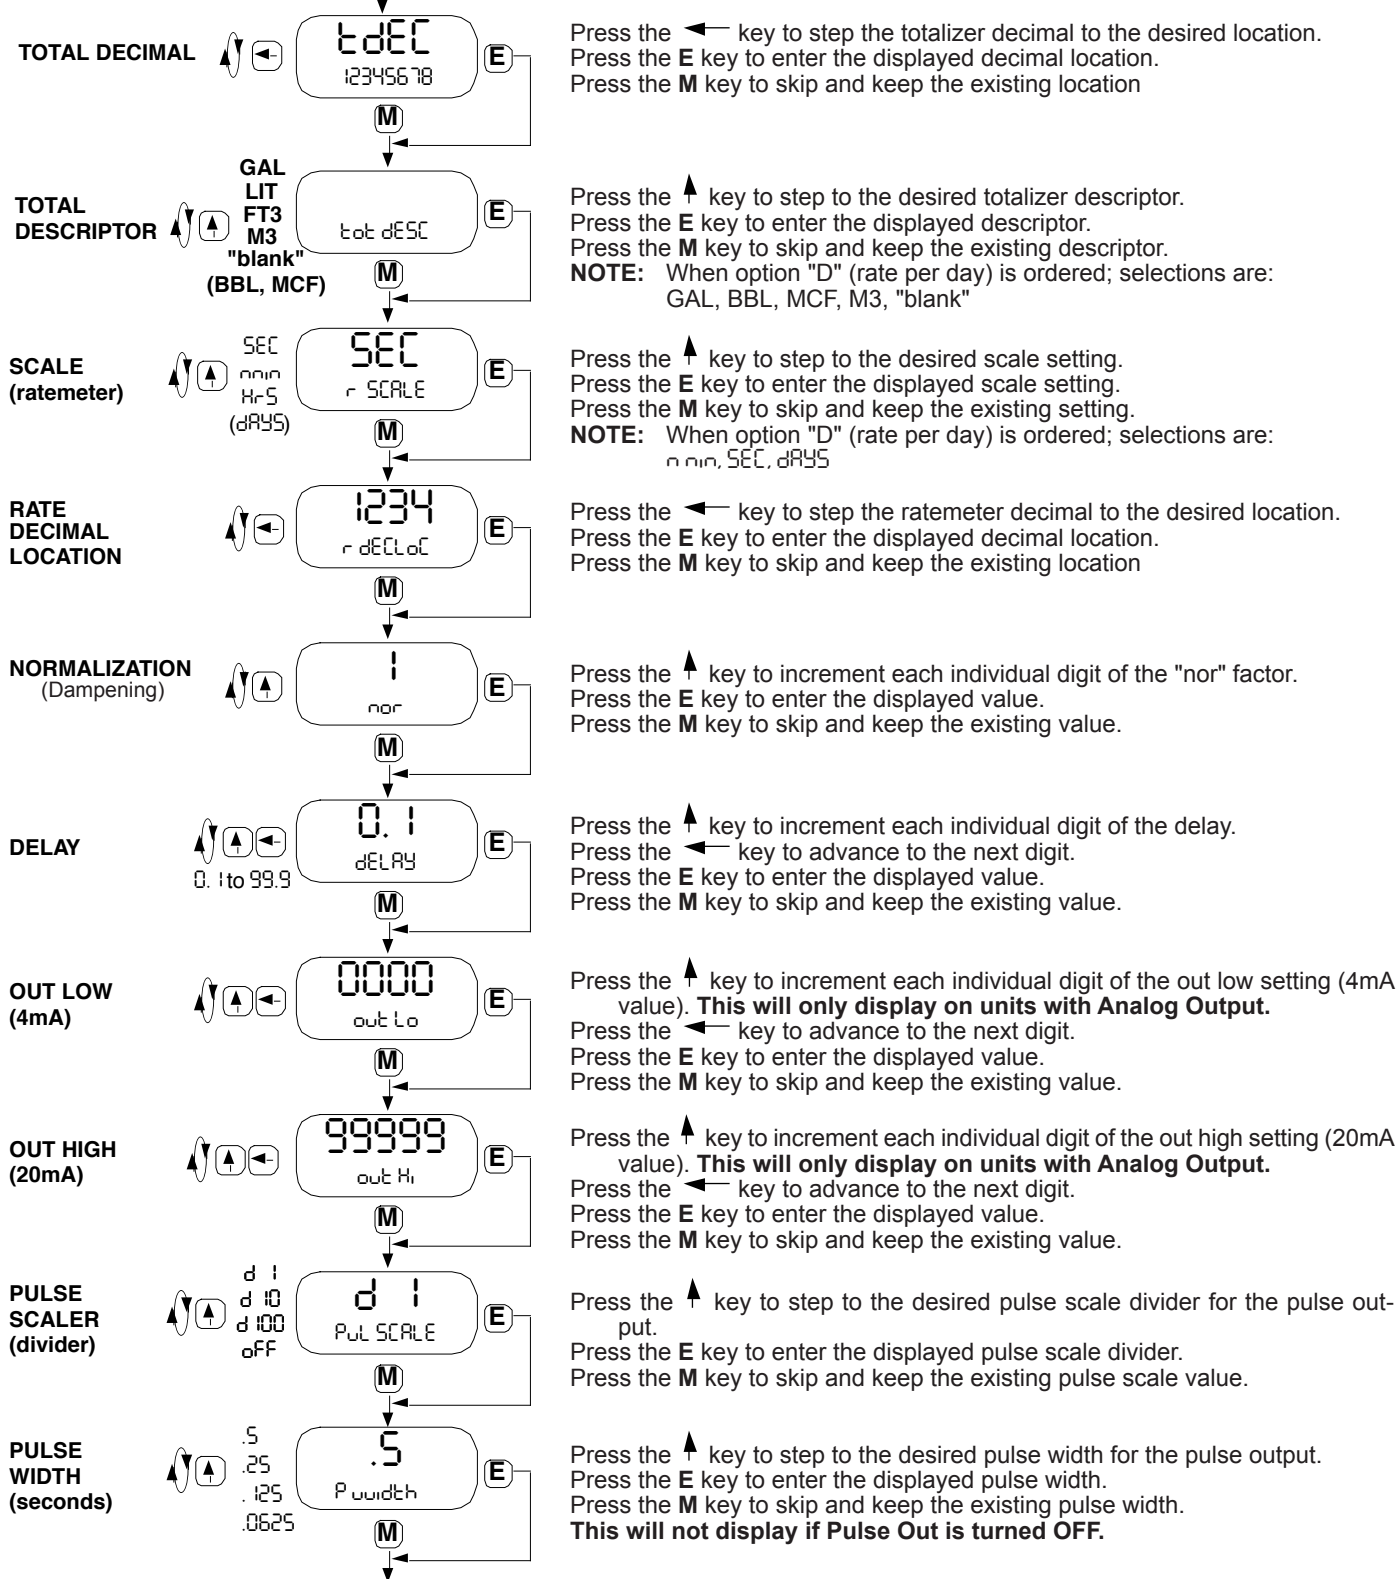 TOTAL DECIMAL
tdEC
12345678
E
M
Press the key to step the totalizer decimal to the desired location.
Press the E key to enter the displayed decimal location.
Press the M key to skip and keep the existing location
TOTAL
DESCRIPTOR
GAL
LIT
FT3
M3
"blank"
(BBL, MCF)
tot dESC
E
M
Press the key to step to the desired totalizer descriptor.
Press the E key to enter the displayed descriptor.
Press the M key to skip and keep the existing descriptor.
NOTE: When option "D" (rate per day) is ordered; selections are:
GAL, BBL, MCF, M3, "blank"
SCALE
(ratemeter)
SEC
min
HrS
(dAYS)
SEC
r SCALE
E
M
Press the key to step to the desired scale setting.
Press the E key to enter the displayed scale setting.
Press the M key to skip and keep the existing setting.
NOTE: When option "D" (rate per day) is ordered; selections are:
min, SEC, dAYS
RATE
DECIMAL
LOCATION
1234
r dECLoC
E
M
Press the key to step the ratemeter decimal to the desired location.
Press the E key to enter the displayed decimal location.
Press the M key to skip and keep the existing location
NORMALIZATION
(Dampening)
1
nor
E
M
Press the key to increment each individual digit of the "nor" factor.
Press the E key to enter the displayed value.
Press the M key to skip and keep the existing value.
DELAY
0.1 to 99.9
0.1
dELAY
E
M
Press the key to increment each individual digit of the delay.
Press the key to advance to the next digit.
Press the E key to enter the displayed value.
Press the M key to skip and keep the existing value.
OUT LOW
(4mA)
0000
out Lo
E
M
Press the key to increment each individual digit of the out low setting (4mA
value). This will only display on units with Analog Output.
Press the key to advance to the next digit.
Press the E key to enter the displayed value.
Press the M key to skip and keep the existing value.
OUT HIGH
(20mA)
99999
out Hi
E
M
Press the key to increment each individual digit of the out high setting (20mA
value). This will only display on units with Analog Output.
Press the key to advance to the next digit.
Press the E key to enter the displayed value.
Press the M key to skip and keep the existing value.
PULSE
SCALER
(divider)
d 1
d 10
d 100
oFF
d 1
PuL SCALE
E
M
Press the key to step to the desired pulse scale divider for the pulse out-
put.
Press the E key to enter the displayed pulse scale divider.
Press the M key to skip and keep the existing pulse scale value.
PULSE
WIDTH
(seconds)
.5
.25
.125
.0625
.5
P width
E
M
Press the key to step to the desired pulse width for the pulse output.
Press the E key to enter the displayed pulse width.
Press the M key to skip and keep the existing pulse width.
This will not display if Pulse Out is turned OFF.